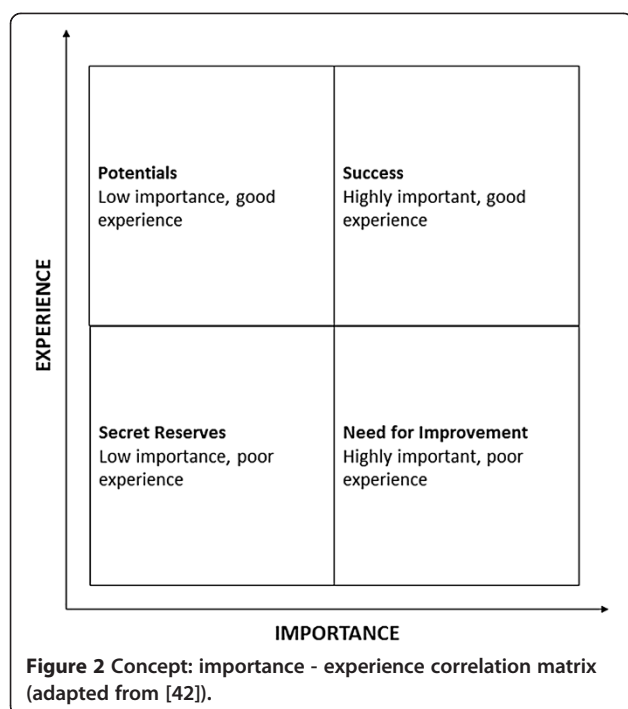 EXPERIENCE
Potentials
Low importance, good
experience
Success
Highly important, good
experience
Secret Reserves
Low importance, poor
experience
Need for Improvement
Highly important, poor
experience
IMPORTANCE
Figure 2 Concept: importance - experience correlation matrix
(adapted from [42]).